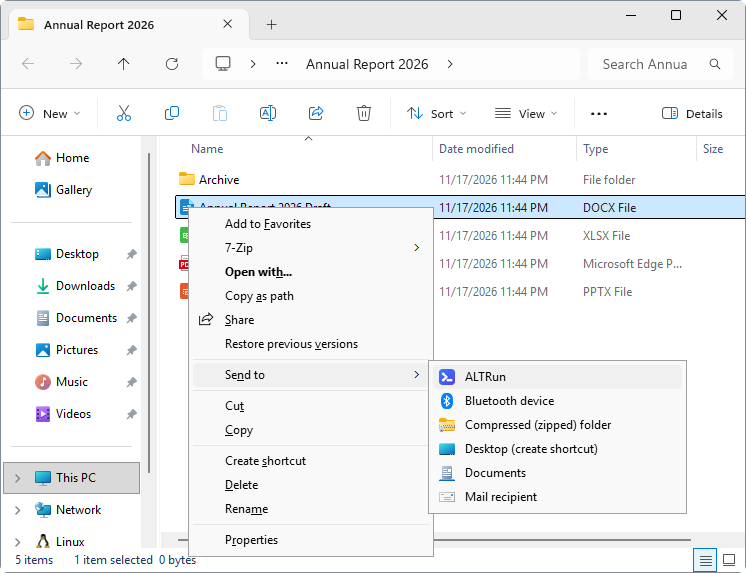 Annual Report 2026
Annual Report 2026
Search Annua
New
Sort
View
Details
Home
Gallery
Desktop
Downloads
Documents
Pictures
Music
Videos
This PC
Network
Linux
Name
Date modified
Type
Size
Archive
11/17/2026 11:44 PM
File folder
Annual Report 2026 Draft
11/17/2026 11:44 PM
DOCX File
11/17/2026 11:44 PM
XLSX File
PD
11/17/2026 11:44 PM
Microsoft Edge P...
11/17/2026 11:44 PM
PPTX File
Add to Favorites
7-Zip
Open with...
Copy as path
Share
Restore previous versions
Send to
Cut
Copy
Create shortcut
Delete
Rename
Properties
ALTRun
Bluetooth device
Compressed (zipped) folder
Desktop (create shortcut)
Documents
Mail recipient
5 items
1 item selected
0 bytes